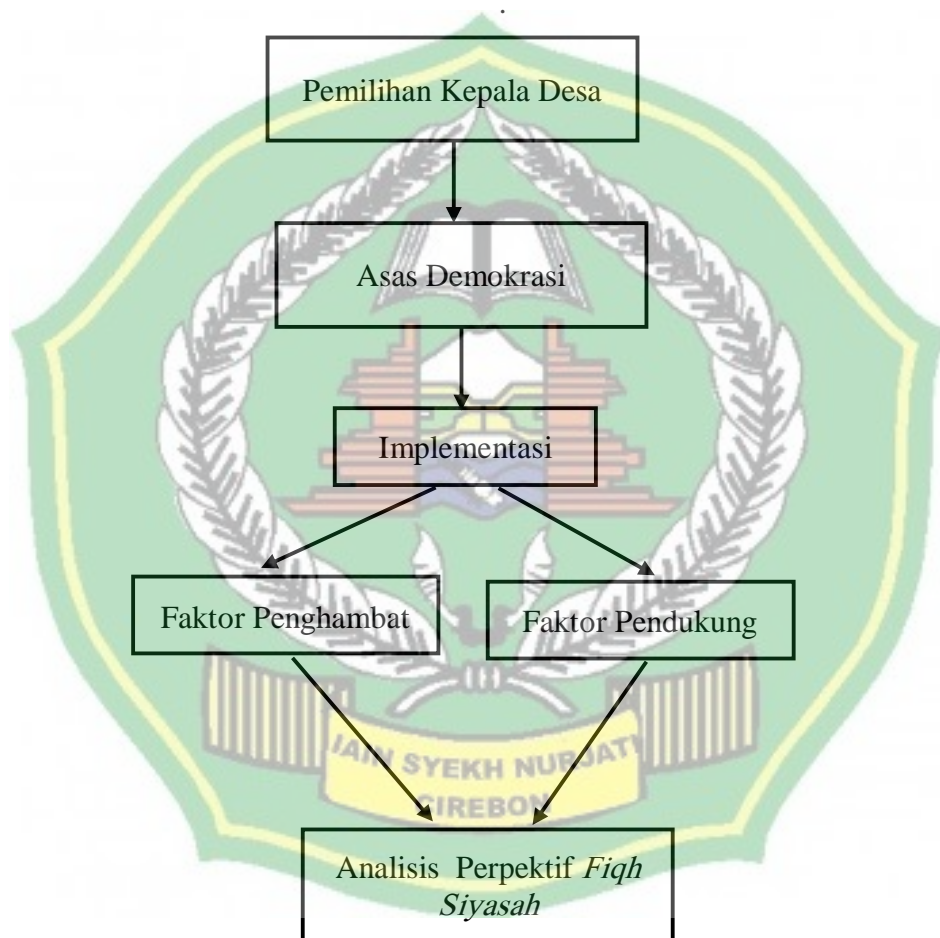 Pemilihan Kepala Desa
Asas Demokrasi
Implementasi
Faktor Penghambat
Faktor Pendukung
IAIN SYEKH NURJATI
CIREBON
Analisis Perpektif Fiqh
Siyasah